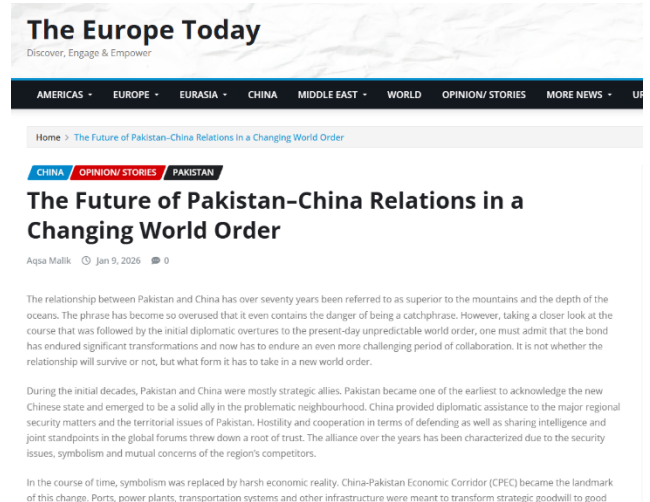 The Europe Today
Discover, Engage & Empower
AMERICAS EUROPE EURASIA CHINA MIDDLE EAST WORLD OPINION/ STORIES MORE NEWS
Home > The Future of Pakistan–China Relations in a Changing World Order
CHINA OPINION/ STORIES PAKISTAN
The Future of Pakistan–China Relations in a
Changing World Order
Aqsa Malik Jan 9, 2026 0
The relationship between Pakistan and China has over seventy years been referred to as superior to the mountains and the depth of the
oceans. The phrase has become so overused that it even contains the danger of being a catchphrase. However, taking a closer look at the
course that was followed by the initial diplomatic overtures to the present-day unpredictable world order, one must admit that the bond
has endured significant transformations and now has to endure an even more challenging period of collaboration. It is not whether the
relationship will survive or not, but what form it has to take in a new world order.
During the initial decades, Pakistan and China were mostly strategic allies. Pakistan became one of the earliest to acknowledge the new
Chinese state and emerged to be a solid ally in the problematic neighbourhood. China provided diplomatic assistance to the major regional
security matters and the territorial issues of Pakistan. Hostility and cooperation in terms of defending as well as sharing intelligence and
joint standpoints in the global forums threw down a root of trust. The alliance over the years has been characterized due to the security
issues, symbolism and mutual concerns of the region's competitors.
In the course of time, symbolism was replaced by harsh economic reality. China-Pakistan Economic Corridor (CPEC) became the landmark
of this change. Ports, power plants, transportation systems and other infrastructure were meant to transform strategic goodwill to good